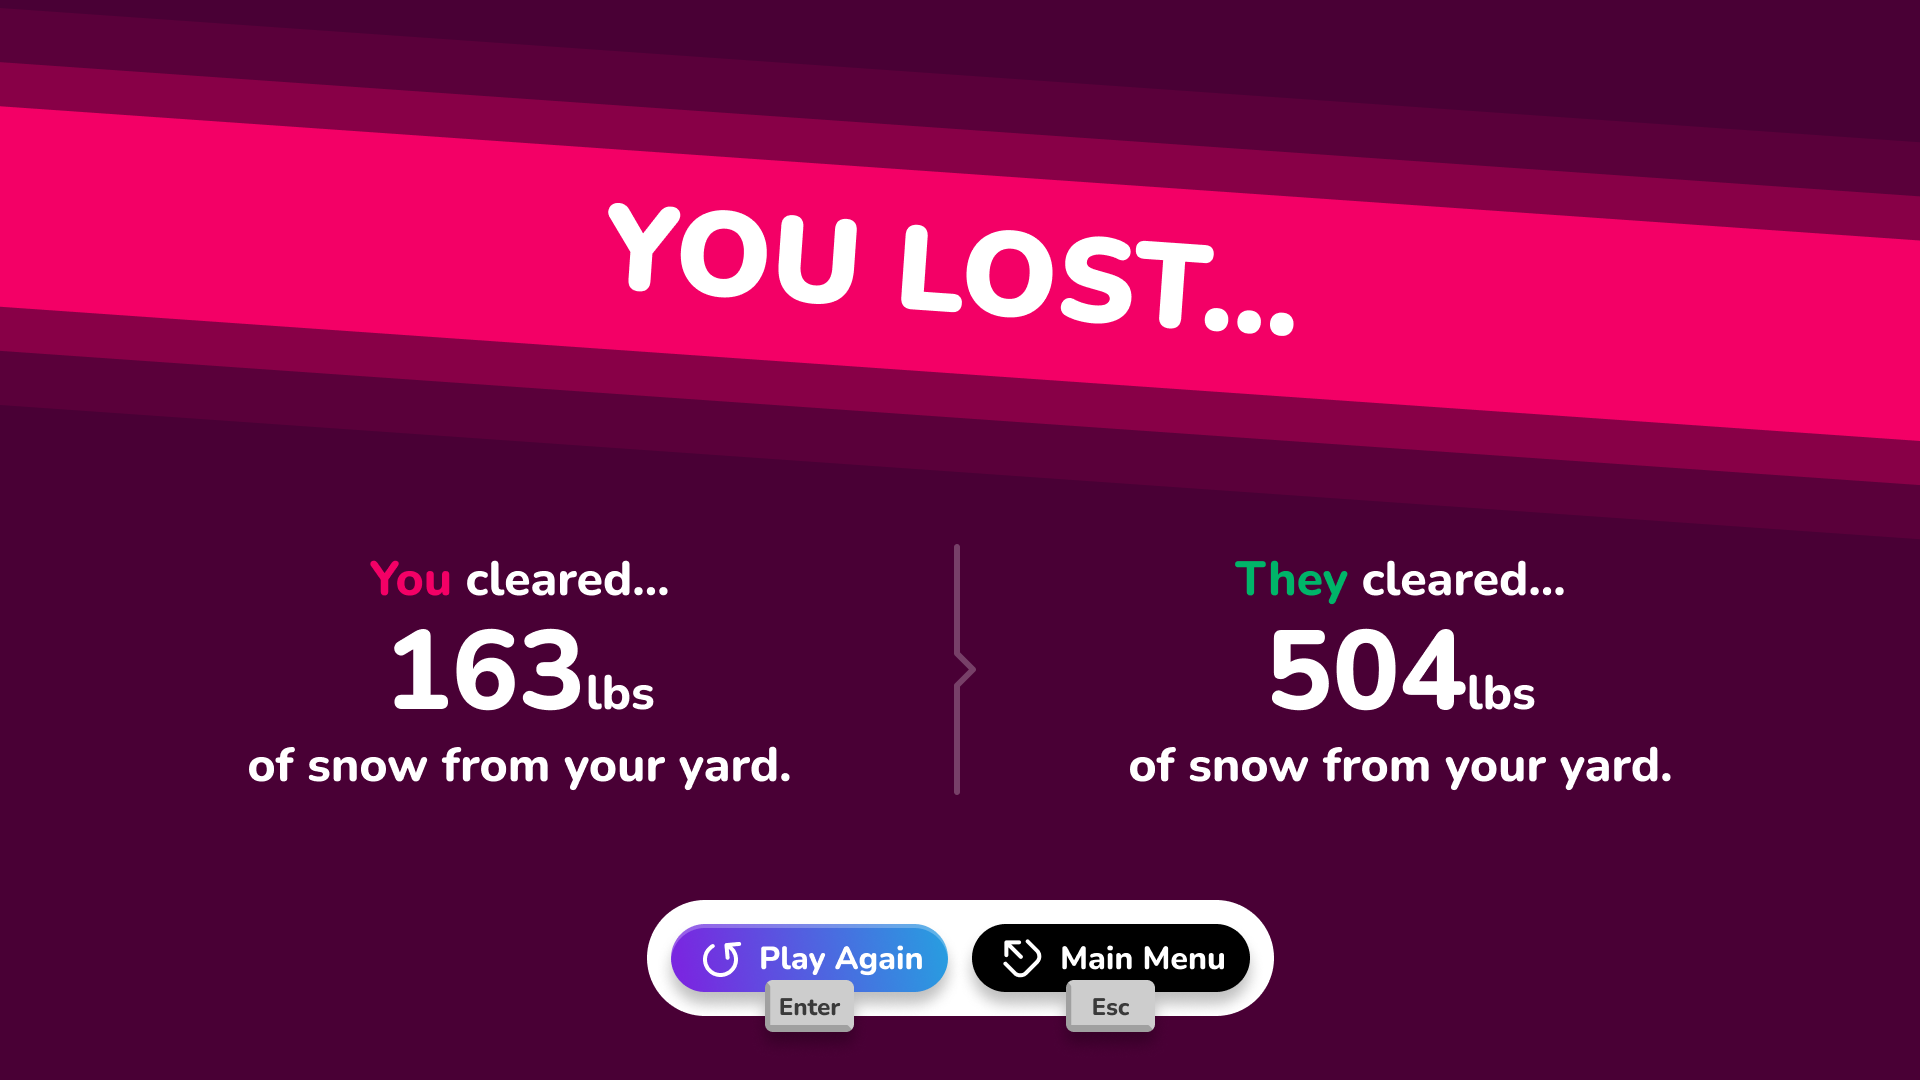 YOU LOST...
You cleared...
163lbs
of snow from your yard.
They cleared...
504lbs
of snow from your yard.
Play Again
Enter
Main Menu
Esc